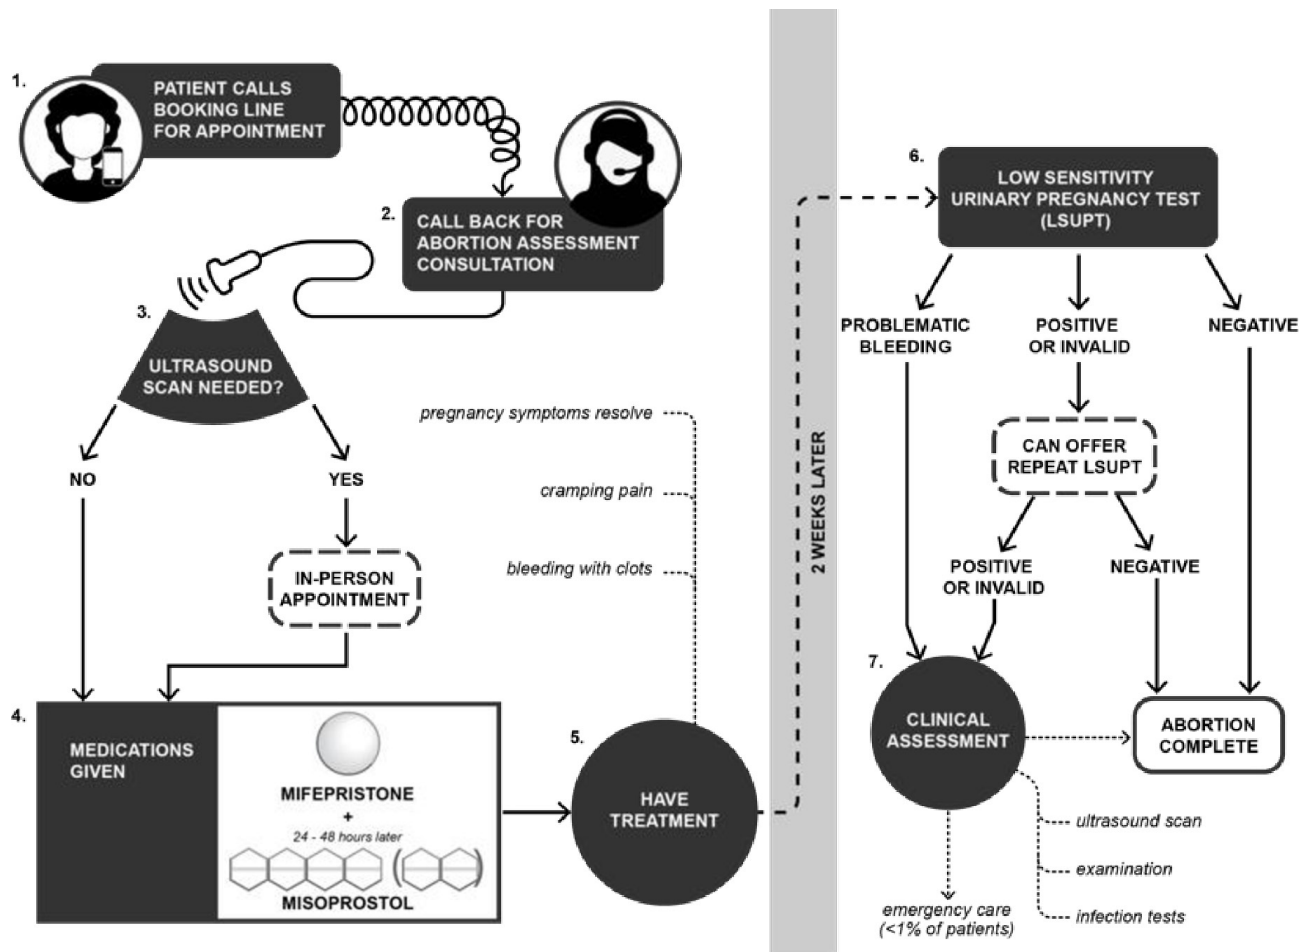 1.
PATIENT CALLS
BOOKING LINE
FOR APPOINTMENT
2.
CALL BACK FOR
ABORTION ASSESSMENT
CONSULTATION
3.
ULTRASOUND
SCAN NEEDED?
NO
YES
IN-PERSON
APPOINTMENT
4.
MEDICATIONS
GIVEN
MIFEPRISTONE
+
24 - 48 hours later
MISOPROSTOL
5.
HAVE
TREATMENT
pregnancy symptoms resolve
cramping pain
bleeding with clots
2 WEEKS LATER
6.
LOW SENSITIVITY
URINARY PREGNANCY TEST
(LSUPT)
PROBLEMATIC
BLEEDING
POSITIVE
OR INVALID
NEGATIVE
CAN OFFER
REPEAT LSUPT
POSITIVE
OR INVALID
NEGATIVE
7.
CLINICAL
ASSESSMENT
ABORTION
COMPLETE
ultrasound scan
examination
infection tests
emergency care
(<1% of patients)